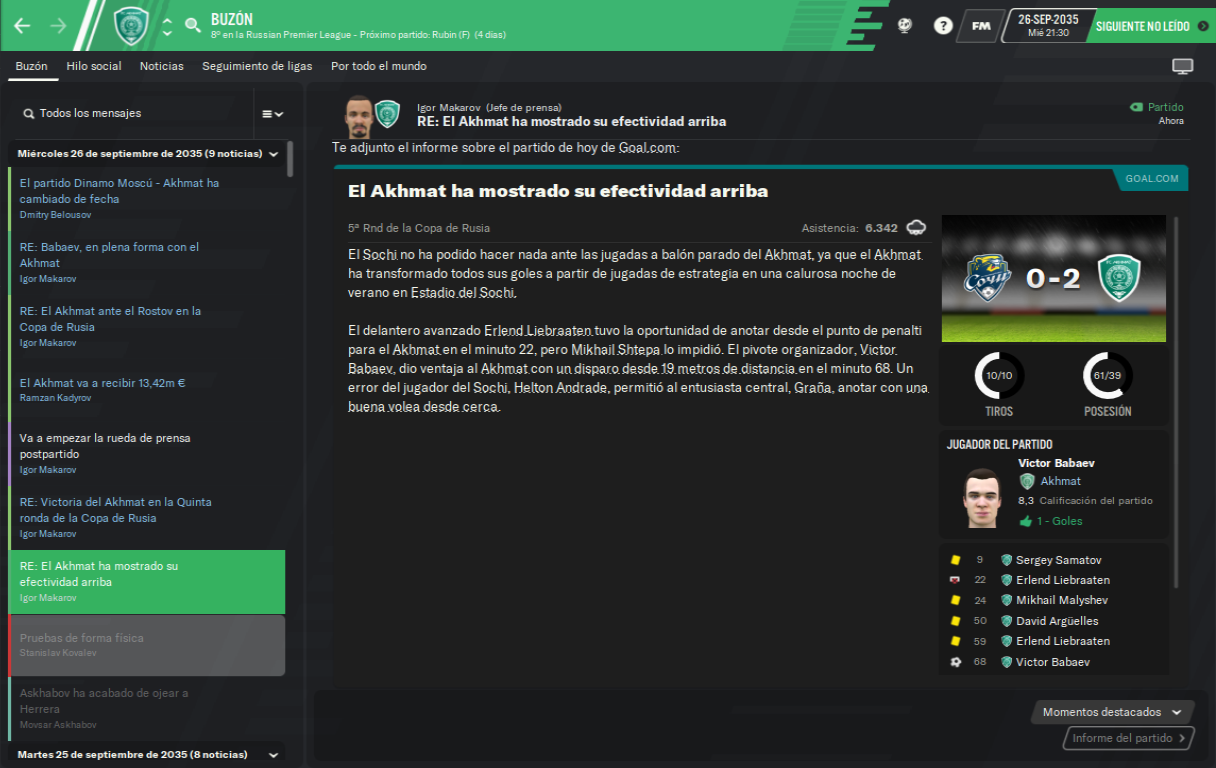 BUZÓN
8º en la Russian Premier League - Próximo partido: Rubin (F) (4 días)
?
FM
26-SEP-2035
Mié 21:30
SIGUIENTE NO LEÍDO
Buzón
Hilo social
Noticias
Seguimiento de ligas
Por todo el mundo
Todos los mensajes
Miércoles 26 de septiembre de 2035 (9 noticias)
El partido Dinamo Moscú - Akhmat ha
cambiado de fecha
Dmitry Belousov
RE: Babaev, en plena forma con el
Akhmat
Igor Makarov
RE: El Akhmat ante el Rostov en la
Copa de Rusia
Igor Makarov
El Akhmat va a recibir 13,42m €
Ramzan Kadyrov
Va a empezar la rueda de prensa
postpartido
Igor Makarov
RE: Victoria del Akhmat en la Quinta
ronda de la Copa de Rusia
Igor Makarov
RE: El Akhmat ha mostrado su
efectividad arriba
Igor Makarov
Pruebas de forma física
Stanislav Kovalev
Askhabov ha acabado de ojear a
Herrera
Movsar Askhabov
Martes 25 de septiembre de 2035 (8 noticias)
Igor Makarov (Jefe de prensa)
RE: El Akhmat ha mostrado su efectividad arriba
Partido
Ahora
Te adjunto el informe sobre el partido de hoy de Goal.com:
El Akhmat ha mostrado su efectividad arriba
GOAL.COM
5ª Rnd de la Copa de Rusia
Asistencia: 6.342
El Sochi no ha podido hacer nada ante las jugadas a balón parado del Akhmat, ya que el Akhmat
ha transformado todos sus goles a partir de jugadas de estrategia en una calurosa noche de
verano en Estadio del Sochi.
El delantero avanzado Erlend Liebraaten tuvo la oportunidad de anotar desde el punto de penalti
para el Akhmat en el minuto 22, pero Mikhail Shtepa lo impidió. El pivote organizador, Victor
Babaev, dio ventaja al Akhmat con un disparo desde 19 metros de distancia en el minuto 68. Un
error del jugador del Sochi, Helton Andrade, permitió al entusiasta central, Graña, anotar con una
buena volea desde cerca.
СОЧИ
0-2
10/10
TIROS
61/39
POSESIÓN
JUGADOR DEL PARTIDO
Victor Babaev
Akhmat
8,3 Calificación del partido
1 - Goles
9 Sergey Samatov
22 Erlend Liebraaten
24 Mikhail Malyshev
50 David Argüelles
59 Erlend Liebraaten
68 Victor Babaev
Momentos destacados
Informe del partido